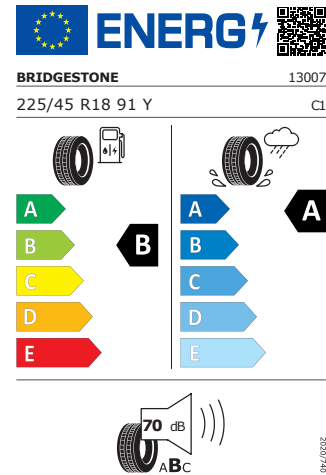 ENERG
BRIDGESTONE 13007
225/45 R18 91 Y C1
A A A
B B B
C C
D D
E E
70 dB
ABC
2020/740